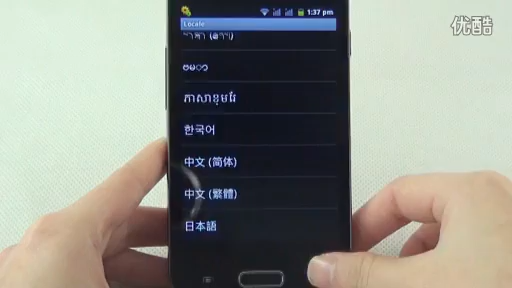 1:37 pm
优酷
Locale
ဗမာ
ភាសាខ្មែរ
한국어
中文 (简体)
中文 (繁體)
日本語